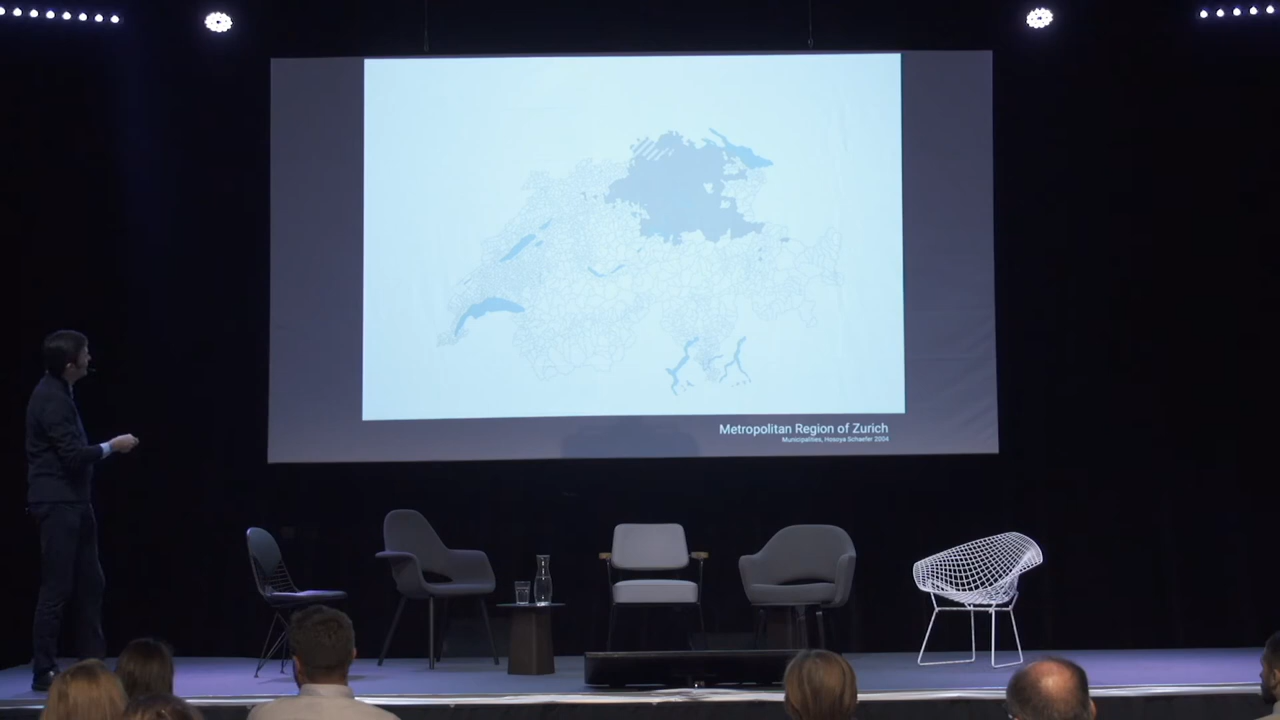 Metropolitan Region of Zurich
Municipalities, Hosoya Schaefer 2004